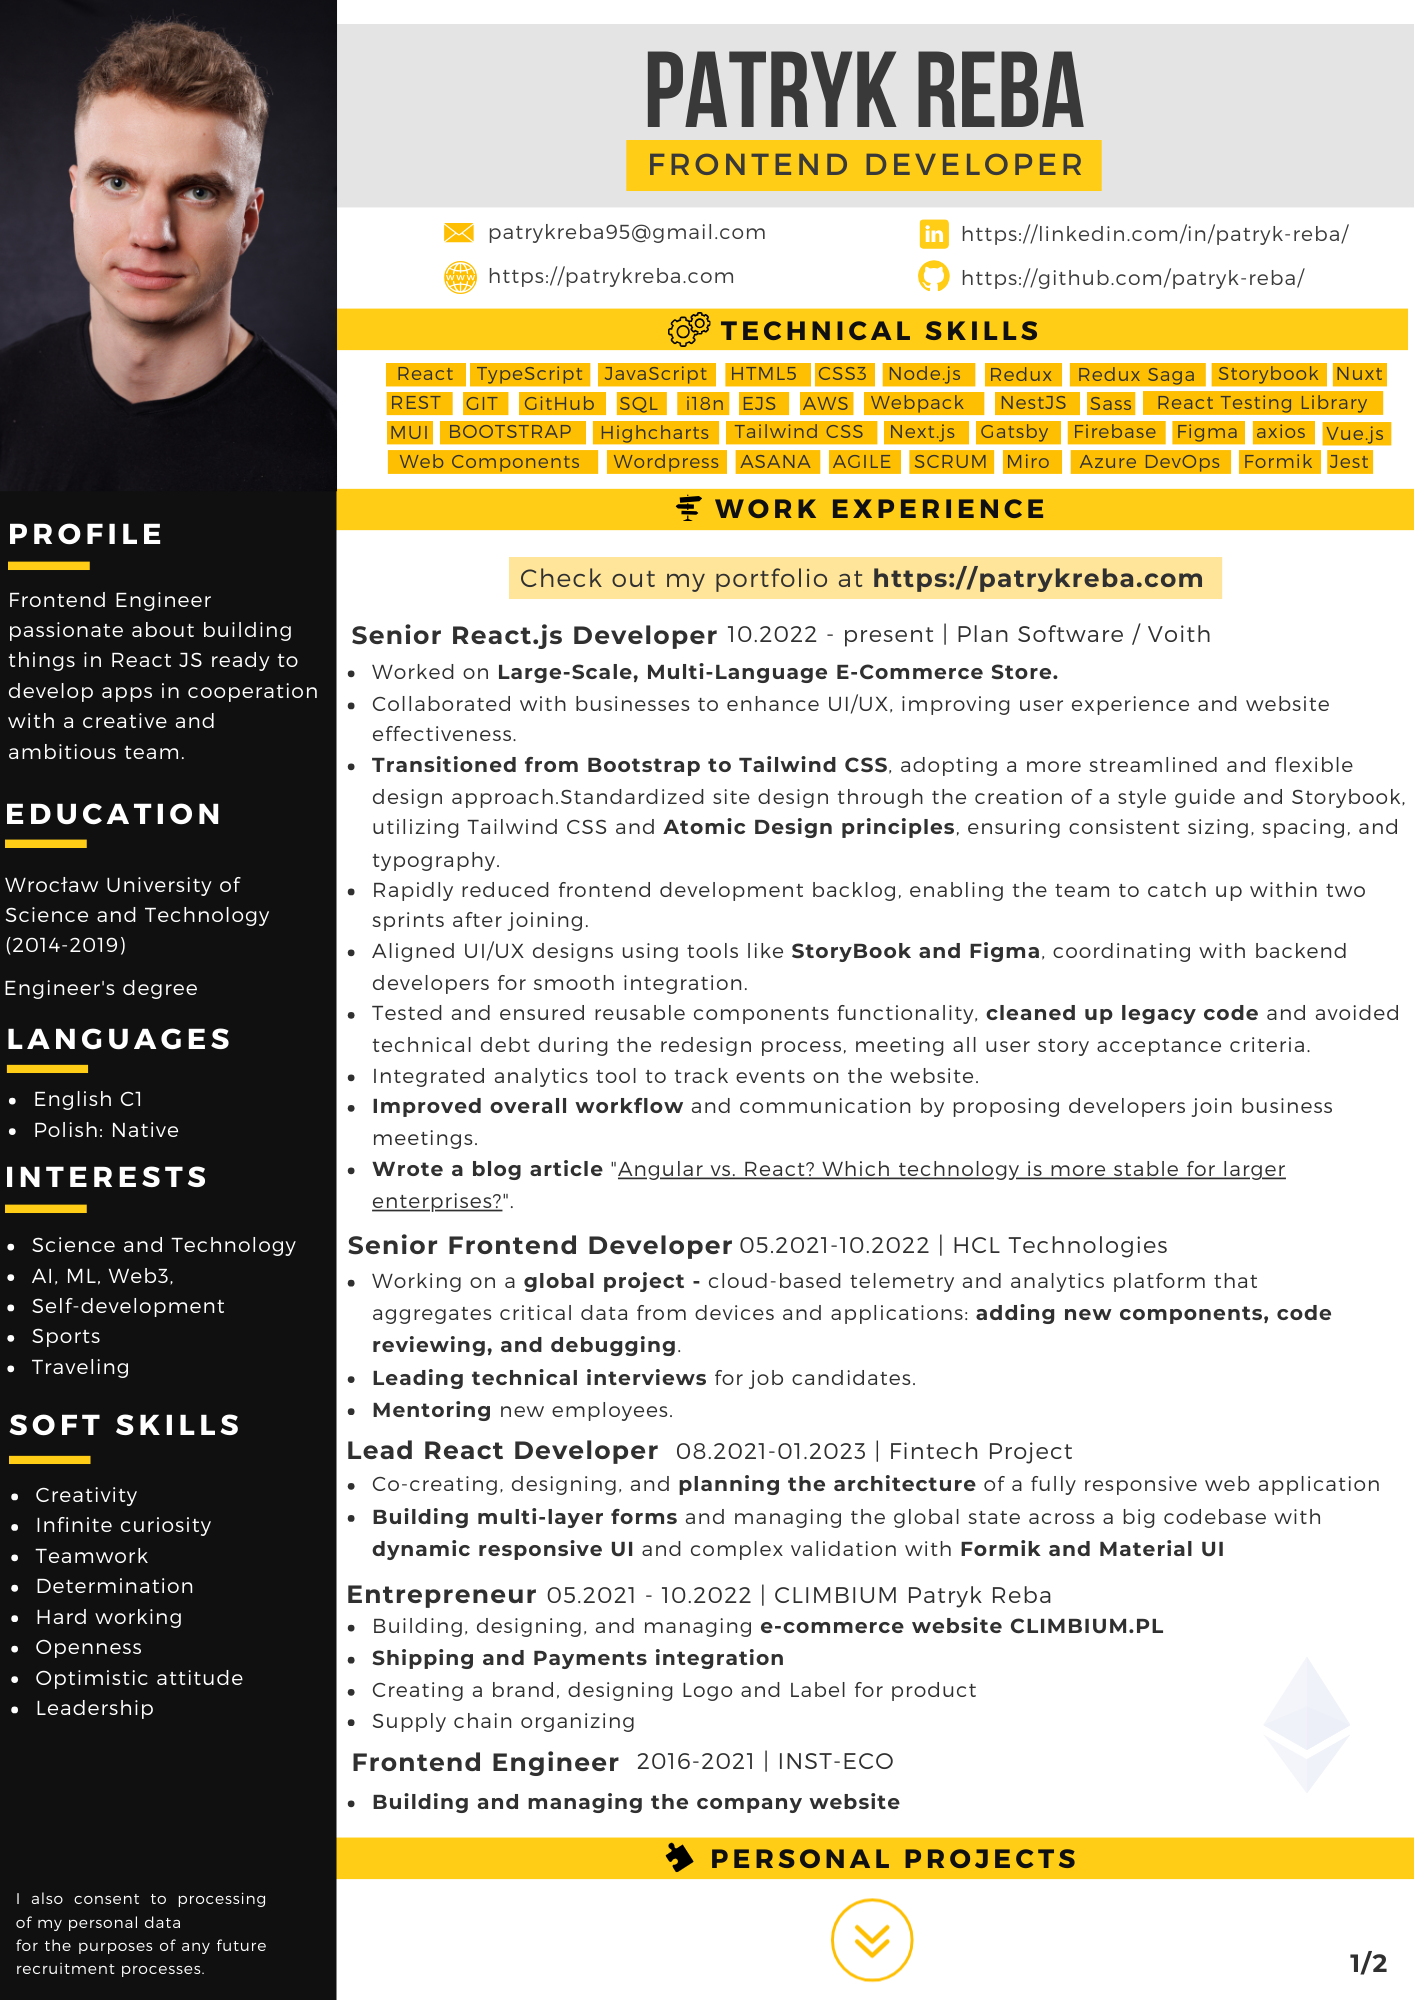 PATRYK REBA
FRONTEND DEVELOPER
patrykreba95@gmail.com
https://linkedin.com/in/patryk-reba/
https://patrykreba.com
https://github.com/patryk-reba/
TECHNICAL SKILLS
React TypeScript JavaScript HTML5 CSS3 Node.js Redux Redux Saga Storybook Nuxt
REST GIT GitHub SQL i18n EJS AWS Webpack NestJS Sass React Testing Library
MUI BOOTSTRAP Highcharts Tailwind CSS Next.js Gatsby Firebase Figma axios Vue.js
Web Components Wordpress ASANA AGILE SCRUM Miro Azure DevOps Formik Jest
PROFILE
Frontend Engineer
passionate about building
things in React JS ready to
develop apps in cooperation
with a creative and
ambitious team.
EDUCATION
Wrocław University of
Science and Technology
(2014-2019)
Engineer's degree
LANGUAGES
• English C1
• Polish: Native
INTERESTS
• Science and Technology
• AI, ML, Web3,
• Self-development
• Sports
• Traveling
SOFT SKILLS
• Creativity
• Infinite curiosity
• Teamwork
• Determination
• Hard working
• Openness
• Optimistic attitude
• Leadership
I also consent to processing
of my personal data
for the purposes of any future
recruitment processes.
WORK EXPERIENCE
Check out my portfolio at https://patrykreba.com
Senior React.js Developer 10.2022 - present | Plan Software / Voith
• Worked on Large-Scale, Multi-Language E-Commerce Store.
• Collaborated with businesses to enhance UI/UX, improving user experience and website
effectiveness.
• Transitioned from Bootstrap to Tailwind CSS, adopting a more streamlined and flexible
design approach.Standardized site design through the creation of a style guide and Storybook,
utilizing Tailwind CSS and Atomic Design principles, ensuring consistent sizing, spacing, and
typography.
• Rapidly reduced frontend development backlog, enabling the team to catch up within two
sprints after joining.
• Aligned UI/UX designs using tools like StoryBook and Figma, coordinating with backend
developers for smooth integration.
• Tested and ensured reusable components functionality, cleaned up legacy code and avoided
technical debt during the redesign process, meeting all user story acceptance criteria.
• Integrated analytics tool to track events on the website.
• Improved overall workflow and communication by proposing developers join business
meetings.
• Wrote a blog article "Angular vs. React? Which technology is more stable for larger
enterprises?".
Senior Frontend Developer 05.2021-10.2022 | HCL Technologies
• Working on a global project - cloud-based telemetry and analytics platform that
aggregates critical data from devices and applications: adding new components, code
reviewing, and debugging.
• Leading technical interviews for job candidates.
• Mentoring new employees.
Lead React Developer 08.2021-01.2023 | Fintech Project
• Co-creating, designing, and planning the architecture of a fully responsive web application
• Building multi-layer forms and managing the global state across a big codebase with
dynamic responsive UI and complex validation with Formik and Material UI
Entrepreneur 05.2021 - 10.2022 | CLIMBIUM Patryk Reba
• Building, designing, and managing e-commerce website CLIMBIUM.PL
• Shipping and Payments integration
• Creating a brand, designing Logo and Label for product
• Supply chain organizing
Frontend Engineer 2016-2021 | INST-ECO
• Building and managing the company website
PERSONAL PROJECTS
1/2